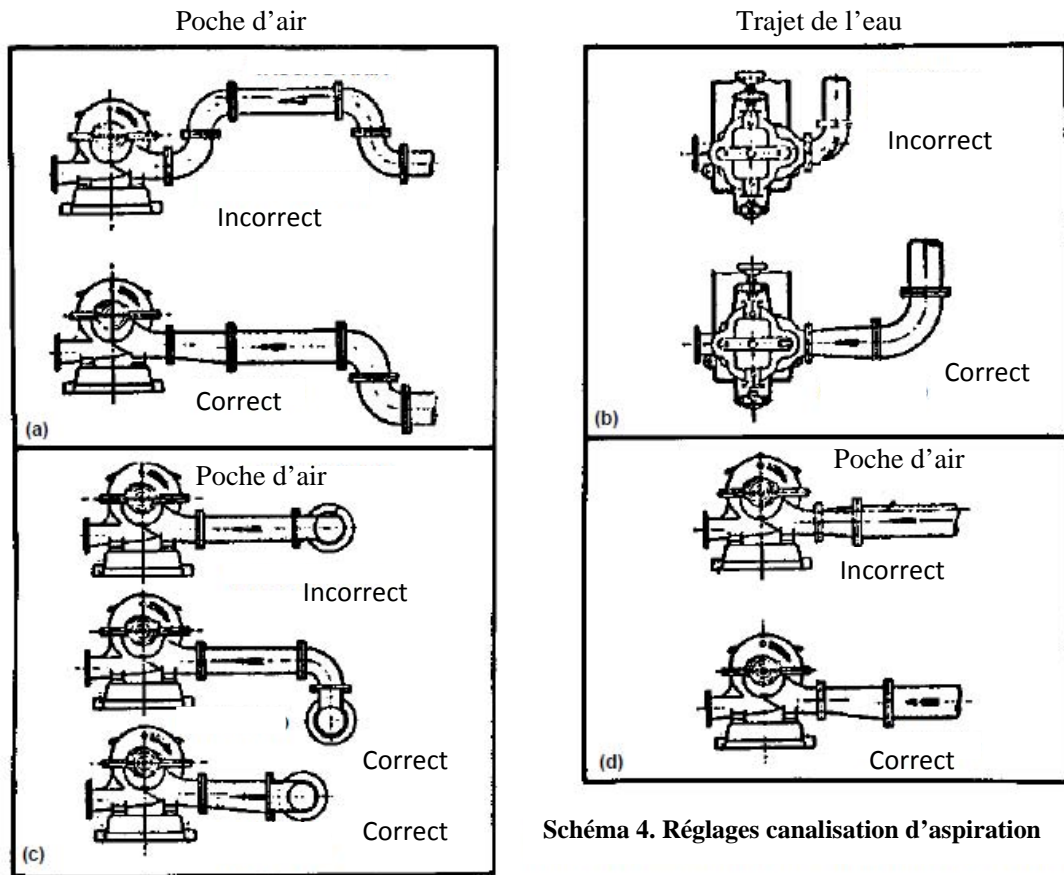 Poche d’air
Trajet de l’eau
Incorrect
Correct
(a)
Incorrect
Correct
(b)
Poche d’air
Incorrect
Correct
Correct
(c)
Poche d’air
Incorrect
Correct
(d)
Schéma 4. Réglages canalisation d’aspiration